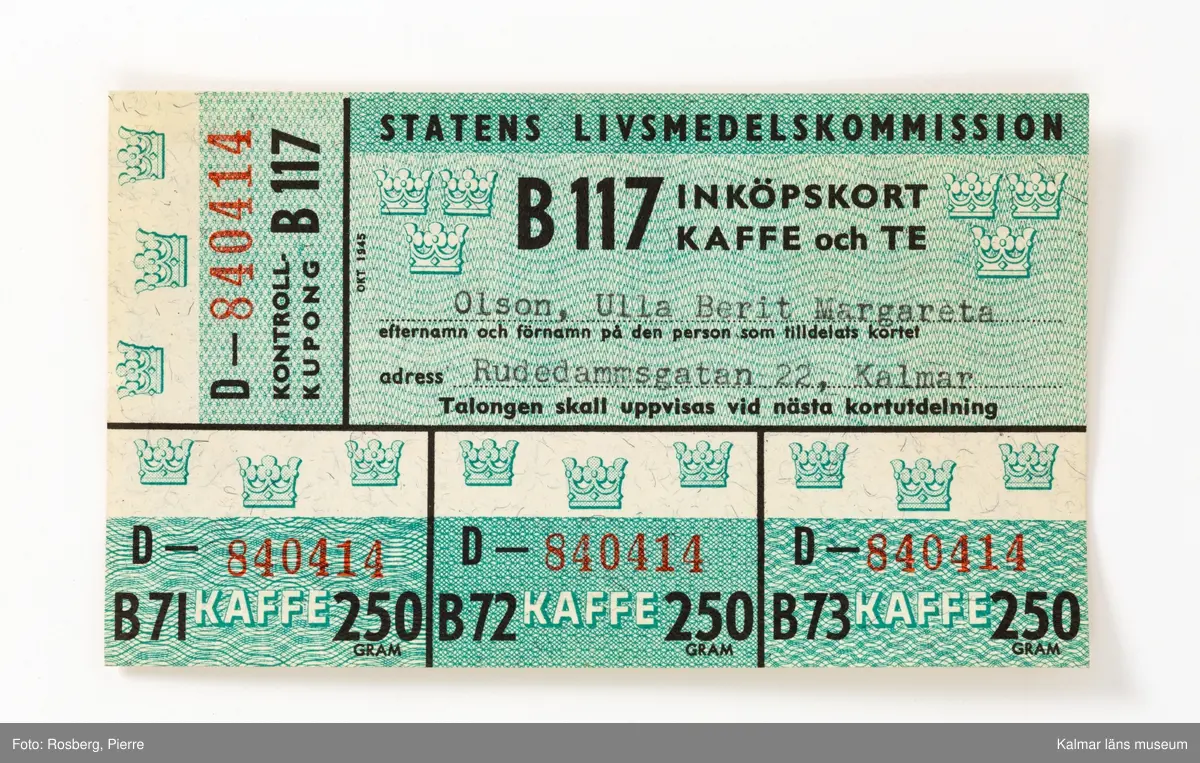 D—840414
KONTROLL-
KUPONG B 117
STATENS LIVSMEDELSKOMMISSION
B 117 INKÖPSKORT
KAFFE och TE
OKT 1945
Olson, Ulla Berit Margareta
efternamn och förnamn på den person som tilldelats kortet
adress Rudedammsgatan 22, Kalmar
Talongen skall uppvisas vid nästa kortutdelning
D—840414
B71 KAFFE 250
GRAM
D—840414
B72 KAFFE 250
GRAM
D—840414
B73 KAFFE 250
GRAM
Foto: Rosberg, Pierre
Kalmar läns museum